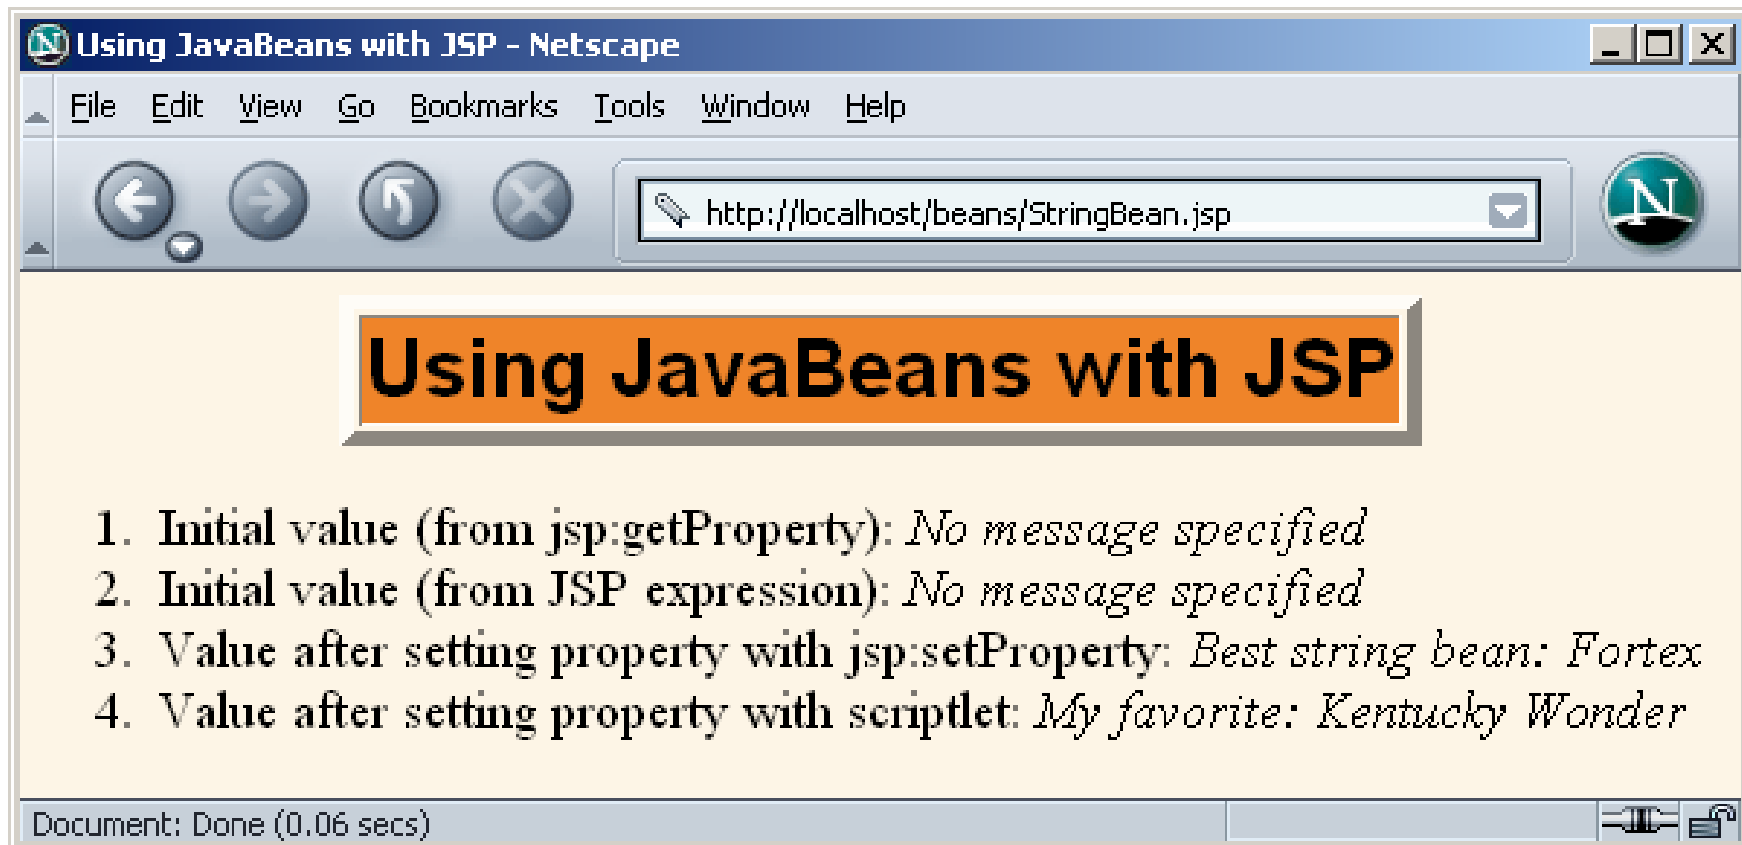 Using JavaBeans with JSP - Netscape
File Edit View Go Bookmarks Tools Window Help
http://localhost/beans/StringBean.jsp
N
Using JavaBeans with JSP
1. Initial value (from jsp:getProperty): No message specified
2. Initial value (from JSP expression): No message specified
3. Value after setting property with jsp:setProperty: Best string bean: Fortex
4. Value after setting property with scriptlet: My favorite: Kentucky Wonder
Document: Done (0.06 secs)